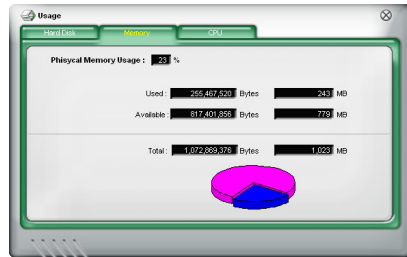 Usage
Hard Disk Memory CPU
Phisycal Memory Usage : 23 %
Used : 255,467,520 Bytes 243 MB
Available : 817,401,856 Bytes 779 MB
Total : 1,072,869,376 Bytes 1,023 MB